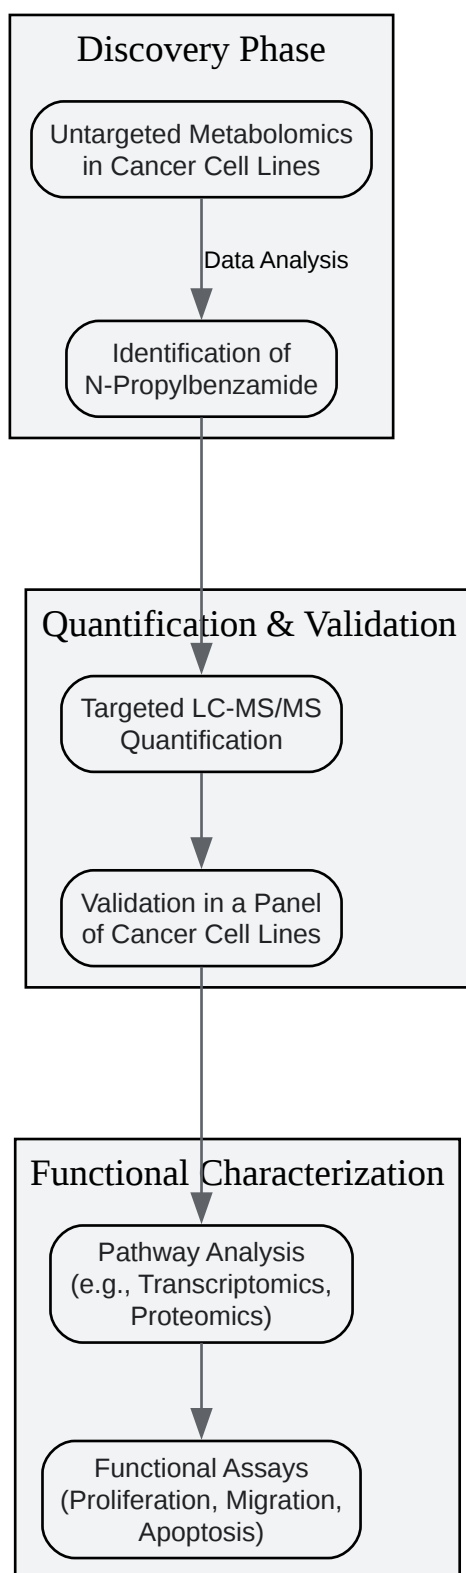 Discovery Phase
Untargeted Metabolomics
in Cancer Cell Lines
Data Analysis
Identification of
N-Propylbenzamide
Quantification & Validation
Targeted LC-MS/MS
Quantification
Validation in a Panel
of Cancer Cell Lines
Functional Characterization
Pathway Analysis
(e.g., Transcriptomics,
Proteomics)
Functional Assays
(Proliferation, Migration,
Apoptosis)